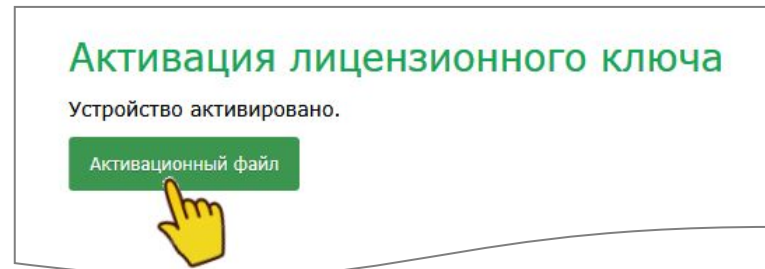 Активация лицензионного ключа
Устройство активировано.
Активационный файл